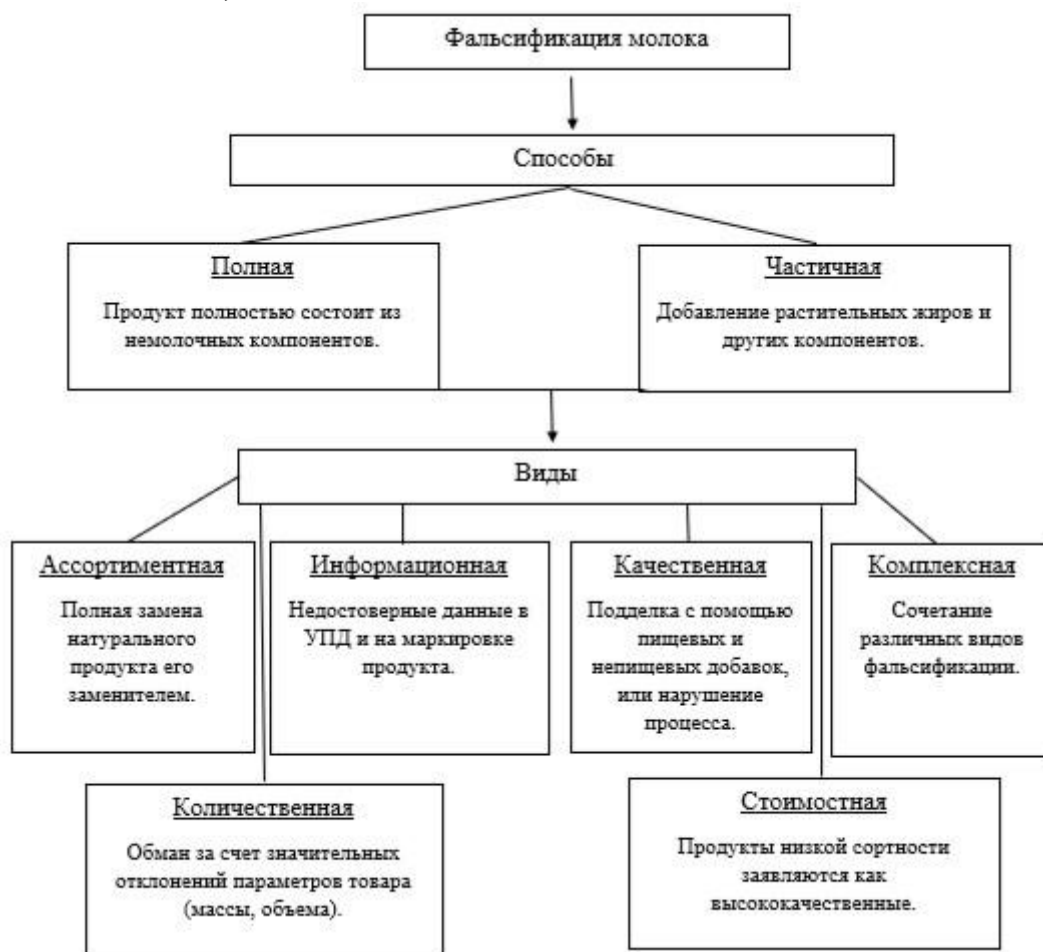 Фальсификация молока
Способы
Полная
Продукт полностью состоит из
немолочных компонентов.
Частичная
Добавление растительных жиров и
других компонентов.
Виды
Ассортиментная
Полная замена
натурального
продукта его
заменителем.
Информационная
Недостоверные данные в
УПД и на маркировке
продукта.
Качественная
Подделка с помощью
пищевых и
непищевых добавок,
или нарушение
процесса.
Комплексная
Сочетание
различных видов
фальсификации.
Количественная
Обман за счет значительных
отклонений параметров товара
(массы, объема).
Стоимостная
Продукты низкой сортности
заявляются как
высококачественные.